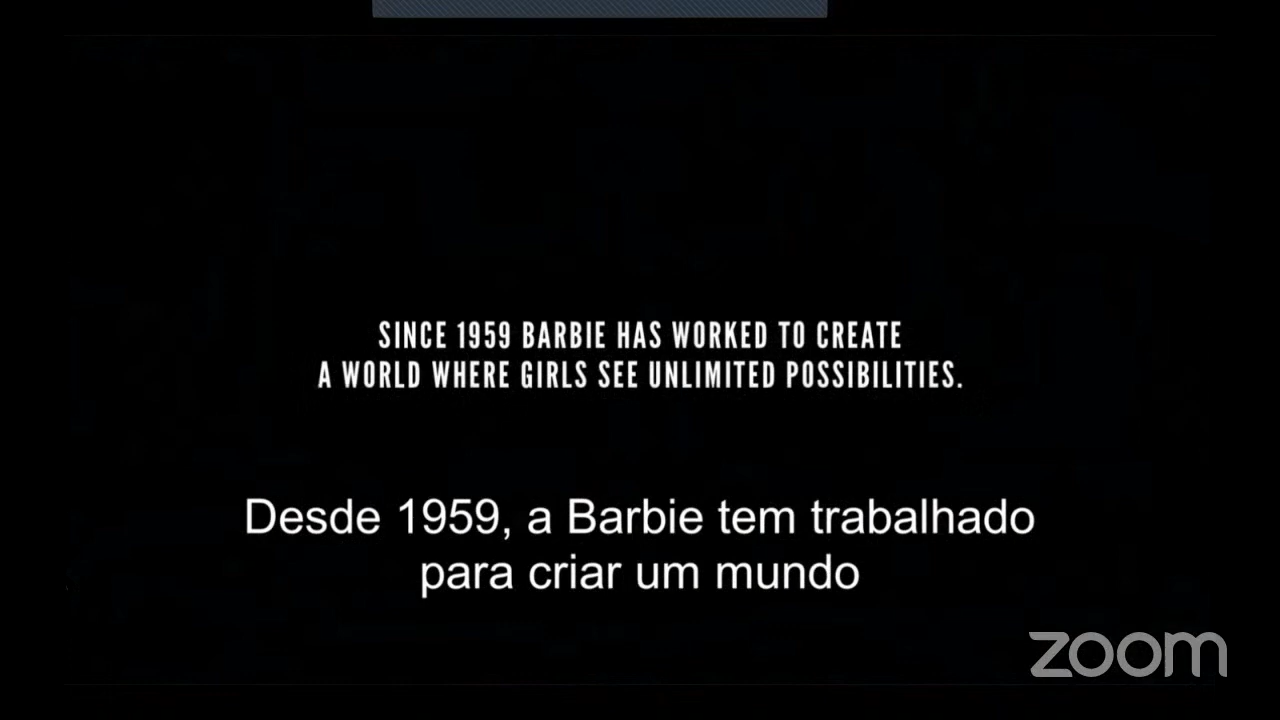 SINCE 1959 BARBIE HAS WORKED TO CREATE
A WORLD WHERE GIRLS SEE UNLIMITED POSSIBILITIES.
Desde 1959, a Barbie tem trabalhado
para criar um mundo
zoom